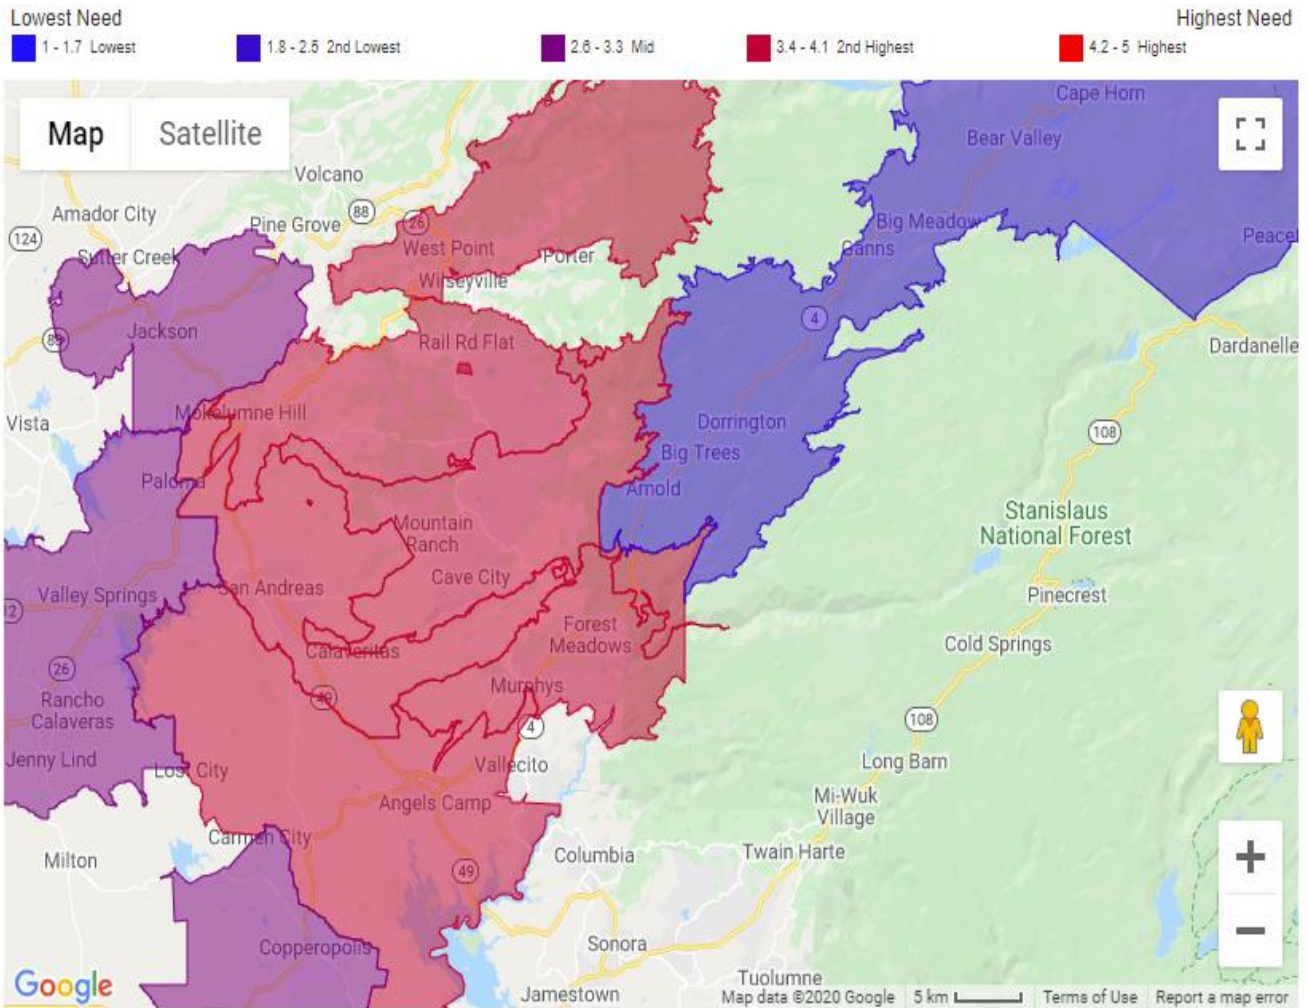 Lowest Need
Highest Need
1 - 1.7 Lowest
1.8 - 2.5 2nd Lowest
2.6 - 3.3 Mid
3.4 - 4.1 2nd Highest
4.2 - 5 Highest
Map
Satellite
Cape Horn
Bear Valley
Volcano
Amador City
88
Pine Grove
26
Big Meadow
124
West Point
Ganns
Peace
Sutter Creek
Porter
Wilseyville
4
Jackson
88
Rail Rd Flat
Dardanelle
Mokelumne Hill
Vista
Dorrington
108
Big Trees
Paloma
Arnold
Stanislaus
National Forest
Mountain
Ranch
Cave City
San Andreas
Valley Springs
Pinecrest
12
Forest
Meadows
Cold Springs
Calaveritas
26
Murphys
Rancho
Calaveras
49
4
108
Jenny Lind
Lost City
Vallecito
Long Barn
Angels Camp
Mi-Wuk
Village
Carmen City
Milton
Columbia
Twain Harte
49
Copperopolis
Sonora
Google
Tuolumne
Jamestown
Map data ©2020 Google
5 km
Terms of Use
Report a map error